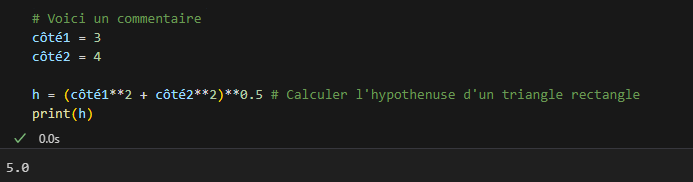 # Voici un commentaire
côté1 = 3
côté2 = 4
h = (côté1**2 + côté2**2)**0.5 # Calculer l'hypothenuse d'un triangle rectangle
print(h)
0.0s
5.0